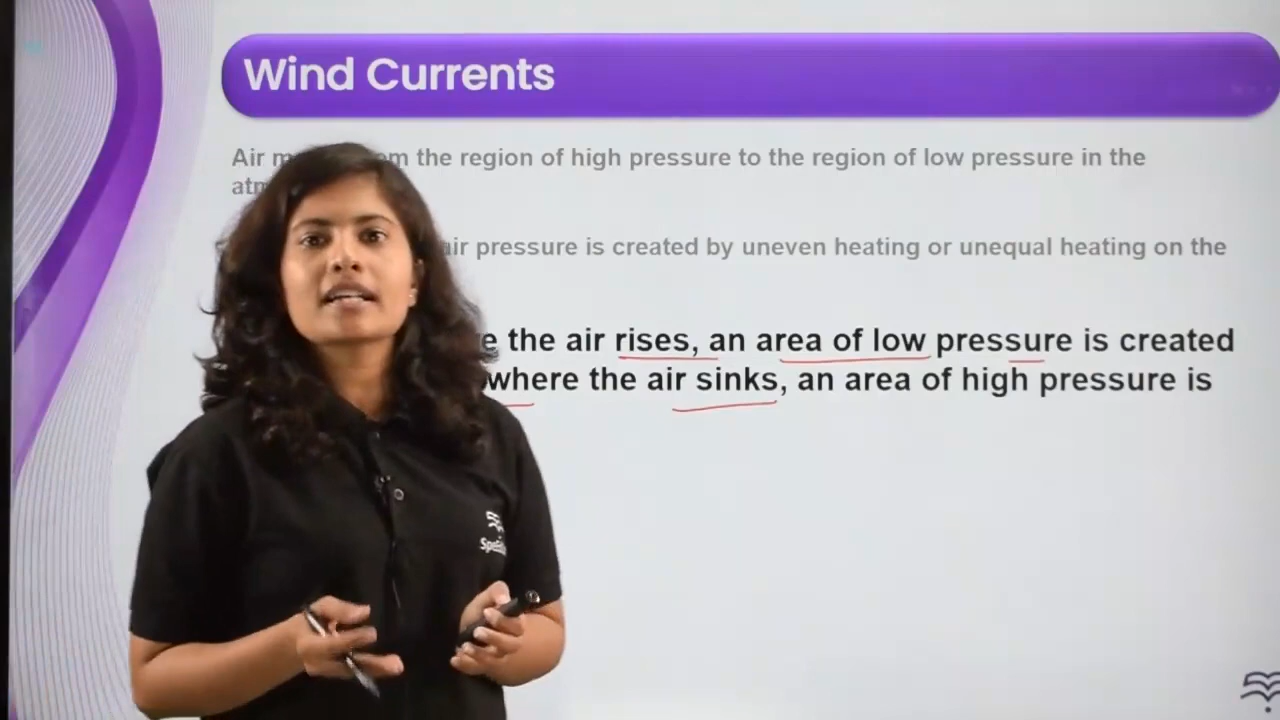 Wind Currents
Air from the region of high pressure to the region of low pressure in the
air pressure is created by uneven heating or unequal heating on the
the air rises, an area of low pressure is created
where the air sinks, an area of high pressure is